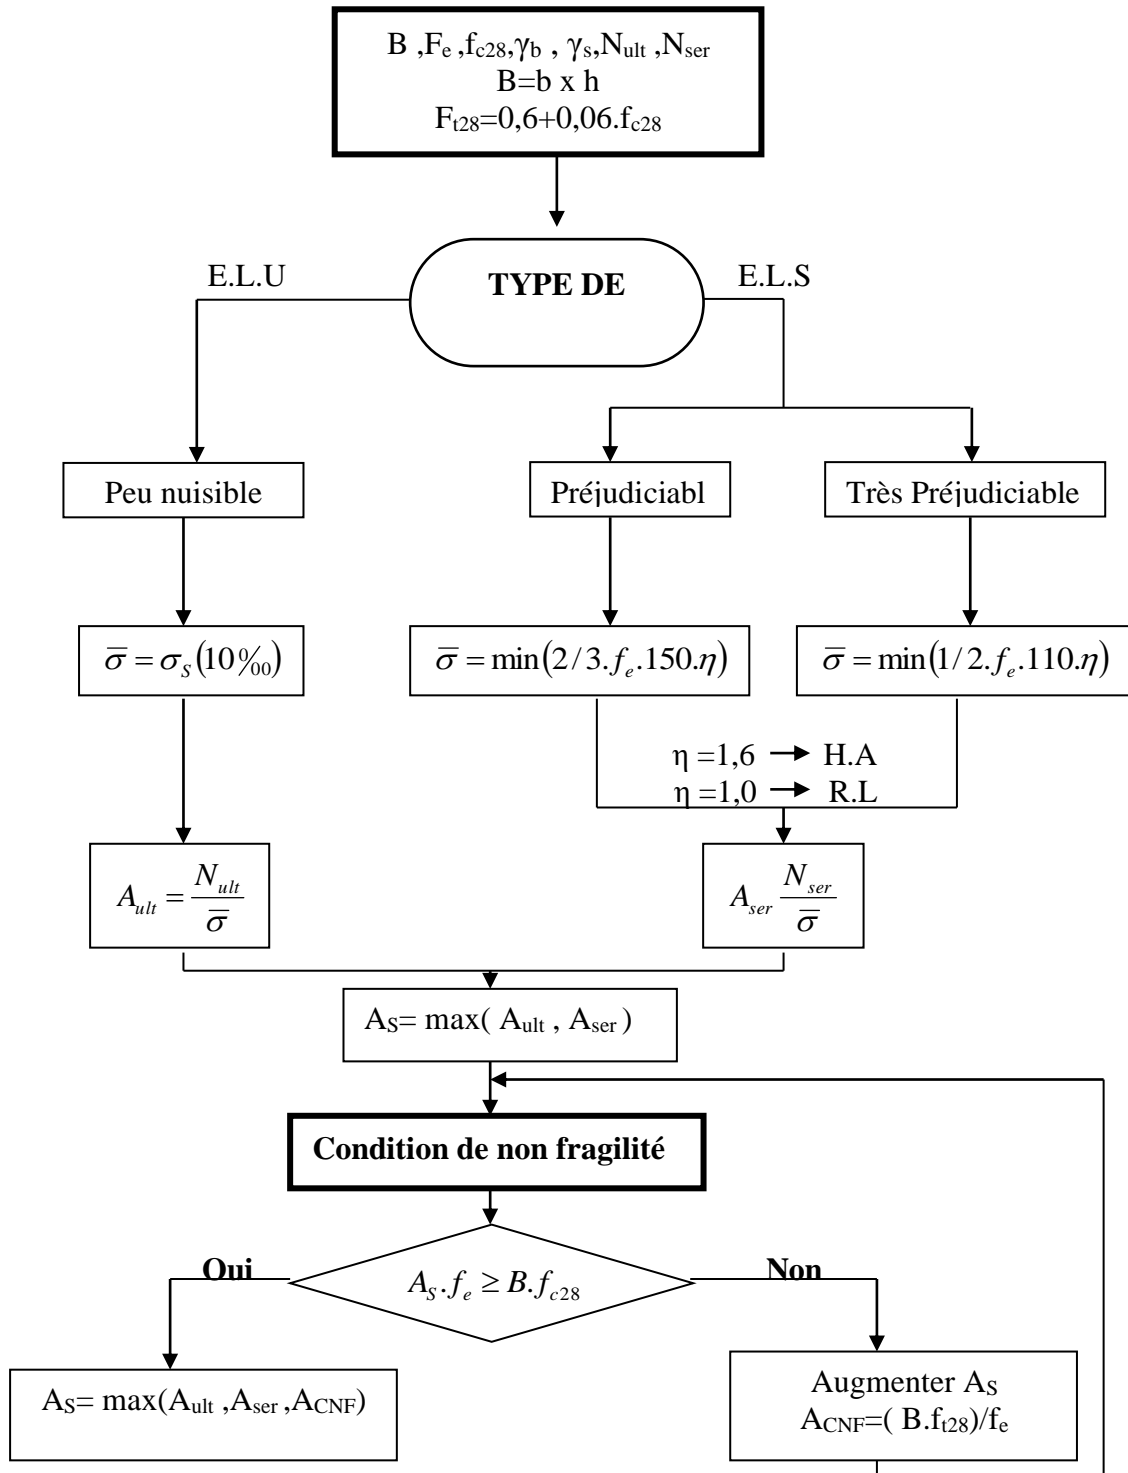 B ,Fe ,fc28,γb , γs,Nult ,Nser
B=b x h
Ft28=0,6+0,06.fc28
E.L.U
TYPE DE
E.L.S
Peu nuisible
Préjudiciabl
Très Préjudiciable
σ̅ = σS(10‰)
σ̅ = min(2/3.fe.150.η)
σ̅ = min(1/2.fe.110.η)
η =1,6 → H.A
η =1,0 → R.L
Ault = Nult / σ̅
Aser Nser / σ̅
AS= max( Ault , Aser )
Condition de non fragilité
Oui
AS.fe ≥ B.fc28
Non
AS= max(Ault ,Aser ,ACNF)
Augmenter AS
ACNF=( B.ft28)/fe